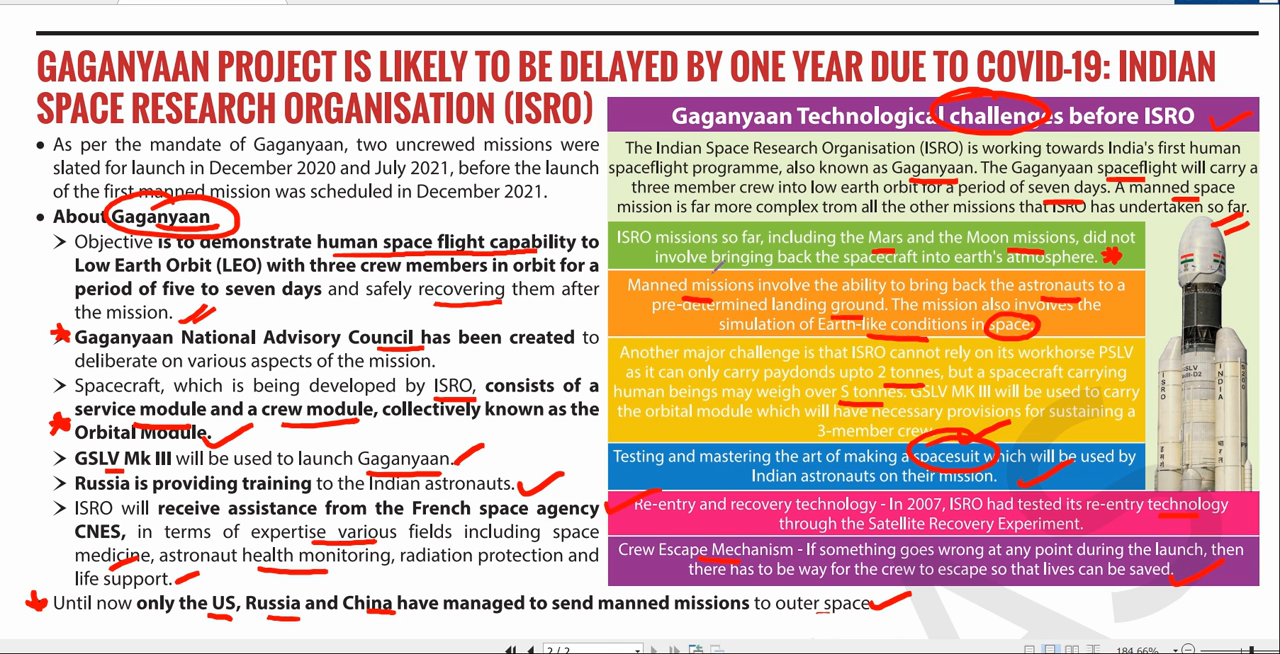 GAGANYAAN PROJECT IS LIKELY TO BE DELAYED BY ONE YEAR DUE TO COVID-19: INDIAN
SPACE RESEARCH ORGANISATION (ISRO)
• As per the mandate of Gaganyaan, two uncrewed missions were
slated for launch in December 2020 and July 2021, before the launch
of the first manned mission was scheduled in December 2021.
• About Gaganyaan
➢ Objective is to demonstrate human space flight capability to
Low Earth Orbit (LEO) with three crew members in orbit for a
period of five to seven days and safely recovering them after
the mission.
Gaganyaan National Advisory Council has been created to
deliberate on various aspects of the mission.
➢ Spacecraft, which is being developed by ISRO, consists of a
service module and a crew module, collectively known as the
Orbital Module.
➢ GSLV Mk III will be used to launch Gaganyaan.
➢ Russia is providing training to the Indian astronauts.
➢ ISRO will receive assistance from the French space agency
CNES, in terms of expertise various fields including space
medicine, astronaut health monitoring, radiation protection and
life support.
Until now only the US, Russia and China have managed to send manned missions to outer space
Gaganyaan Technological challenges before ISRO
The Indian Space Research Organisation (ISRO) is working towards India's first human
spaceflight programme, also known as Gaganyaan. The Gaganyaan spaceflight will carry a
three member crew into low earth orbit for a period of seven days. A manned space
mission is far more complex trom all the other missions that ISRO has undertaken so far.
ISRO missions so far, including the Mars and the Moon missions, did not
involve bringing back the spacecraft into earth's atmosphere.
Manned missions involve the ability to bring back the astronauts to a
pre-determined landing ground. The mission also involves the
simulation of Earth-like conditions in space.
Another major challenge is that ISRO cannot rely on its workhorse PSLV
as it can only carry paydonds upto 2 tonnes, but a spacecraft carrying
human beings may weigh over 5 tonnes. GSLV MK III will be used to carry
the orbital module which will have necessary provisions for sustaining a
3-member crew
Testing and mastering the art of making a spacesuit which will be used by
Indian astronauts on their mission.
Re-entry and recovery technology - In 2007, ISRO had tested its re-entry technology
through the Satellite Recovery Experiment.
Crew Escape Mechanism - If something goes wrong at any point during the launch, then
there has to be way for the crew to escape so that lives can be saved.
ISRO
GSLV
INDIA
S200
2 / 2
184.66%